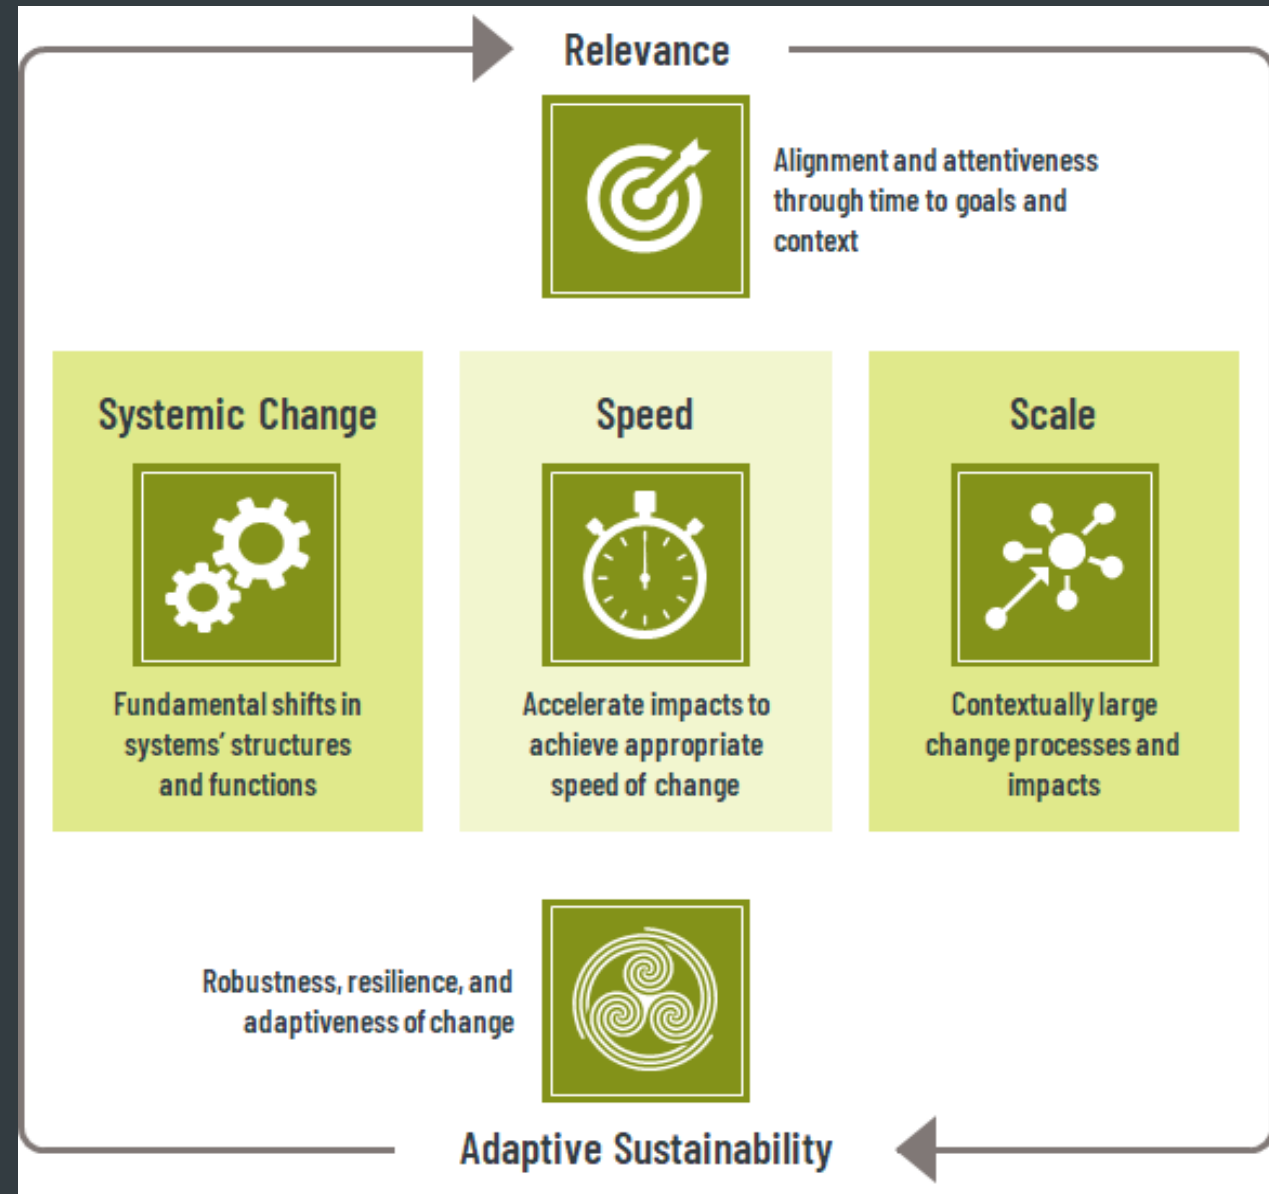 Relevance
Alignment and attentiveness
through time to goals and
context
Systemic Change
Fundamental shifts in
systems’ structures
and functions
Speed
Accelerate impacts to
achieve appropriate
speed of change
Scale
Contextually large
change processes and
impacts
Robustness, resilience, and
adaptiveness of change
Adaptive Sustainability